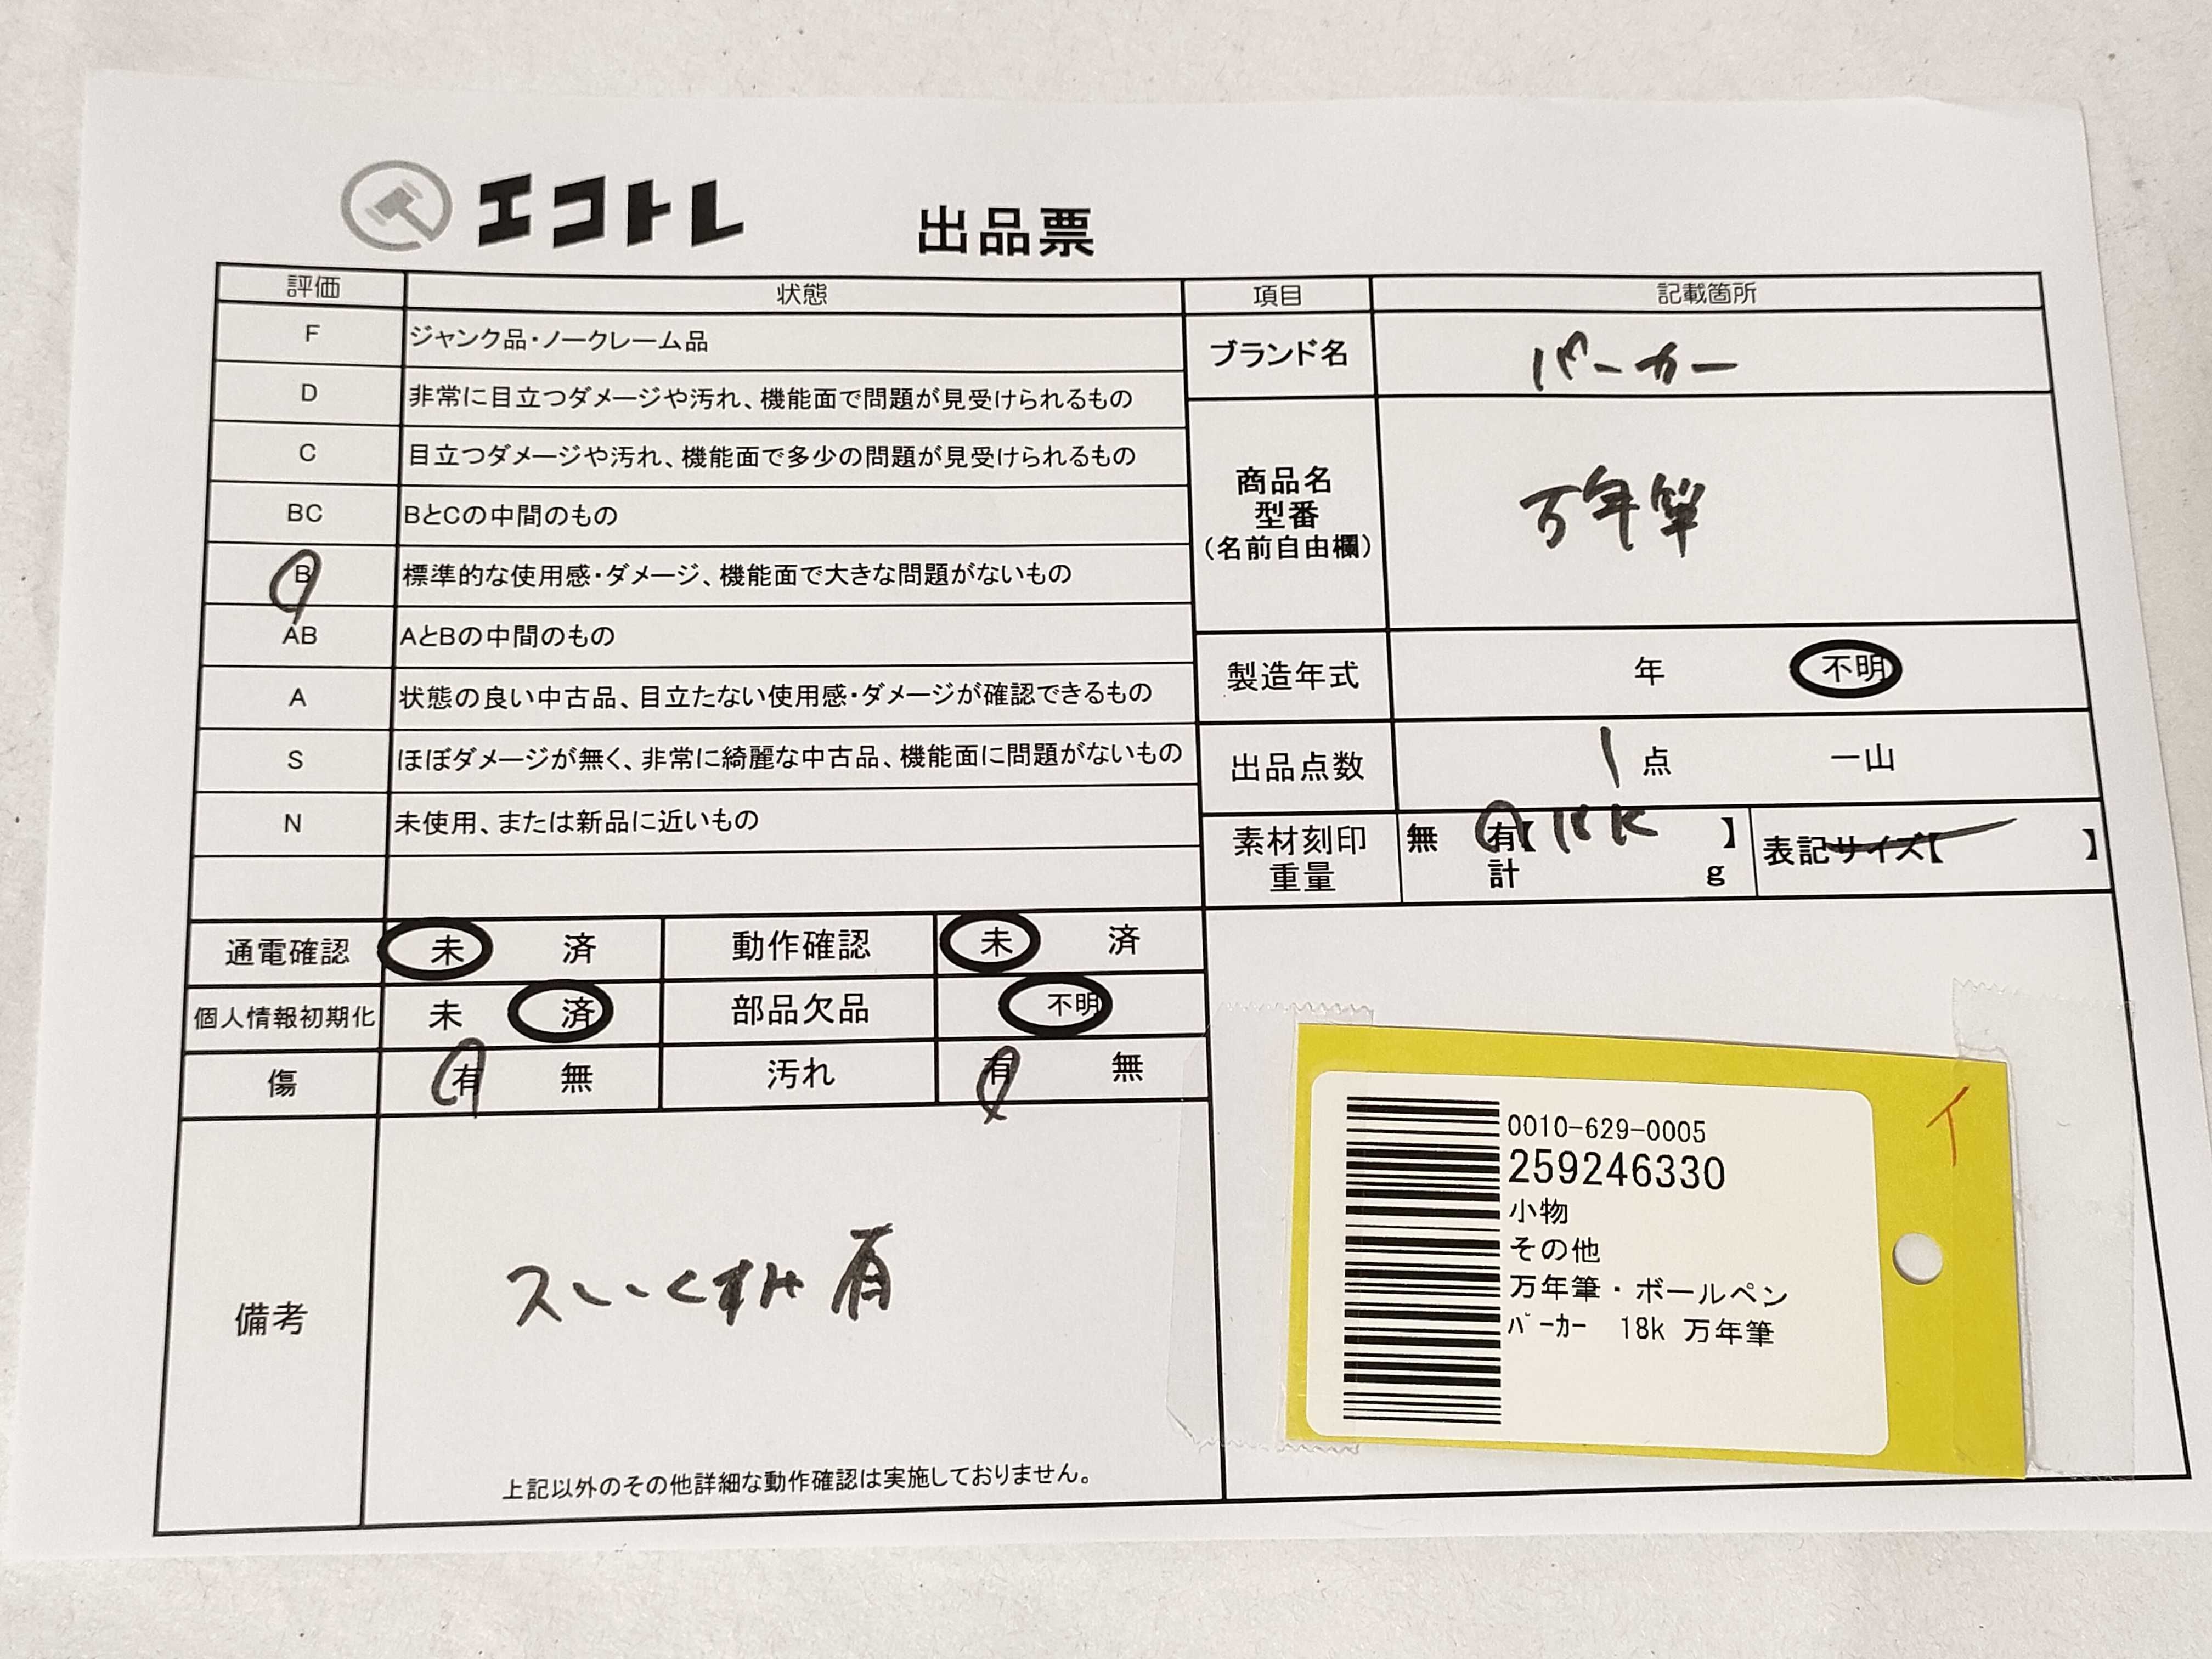 エコトレ 出品票
評価 状態 項目 記載箇所
F ジャンク品・ノークレーム品
D 非常に目立つダメージや汚れ、機能面で問題が見受けられるもの
C 目立つダメージや汚れ、機能面で多少の問題が見受けられるもの
BC BとCの中間のもの
B 標準的な使用感・ダメージ、機能面で大きな問題がないもの
AB AとBの中間のもの
A 状態の良い中古品、目立たない使用感・ダメージが確認できるもの
S ほぼダメージが無く、非常に綺麗な中古品、機能面に問題がないもの
N 未使用、または新品に近いもの
ブランド名 パーカー
商品名
型番
(名前自由欄)
万年筆
製造年式 年 不明
出品点数 1点 一山
素材刻印
重量
無 有【18K】
計 g
表記サイズ【 】
通電確認 未 済 動作確認 未 済
個人情報初期化 未 済 部品欠品 不明
傷 有 無 汚れ 有 無
備考
スレ・くすみ有
上記以外のその他詳細な動作確認は実施しておりません。
イ
0010-629-0005
259246330
小物
その他
万年筆・ボールペン
ﾊﾟｰｶｰ 18k 万年筆